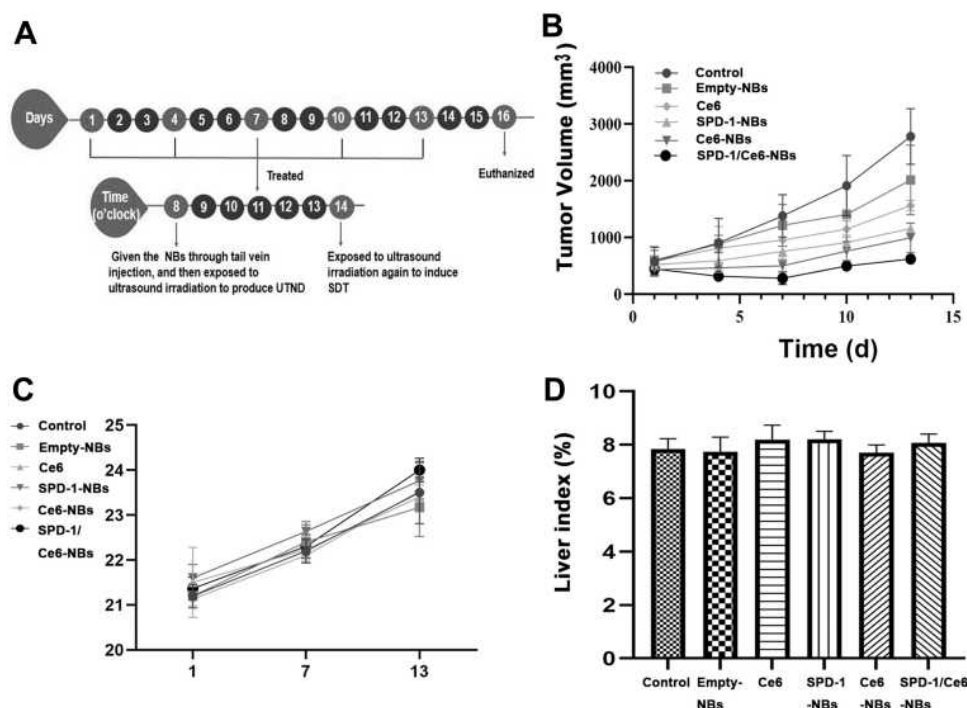 A
Days
1 2 3 4 5 6 7 8 9 10 11 12 13 14 15 16
Treated
Euthanized
Time
(o'clock)
8 9 10 11 12 13 14
Given the NBs through tail vein
injection, and then exposed to
ultrasound irradiation to produce UTND
Exposed to ultrasound
irradiation again to induce
SDT
B
Tumor Volume (mm³)
4000
3000
2000
1000
0
Control
Empty-NBs
Ce6
SPD-1-NBs
Ce6-NBs
SPD-1/Ce6-NBs
0 5 10 15
Time (d)
C
Control
Empty-NBs
Ce6
SPD-1-NBs
Ce6-NBs
SPD-1/
Ce6-NBs
25
24
23
22
21
20
1 7 13
D
Liver index (%)
10
8
6
4
2
0
Control Empty- Ce6 SPD-1 Ce6 SPD-1/Ce6
NBs -NBs -NBs -NBs